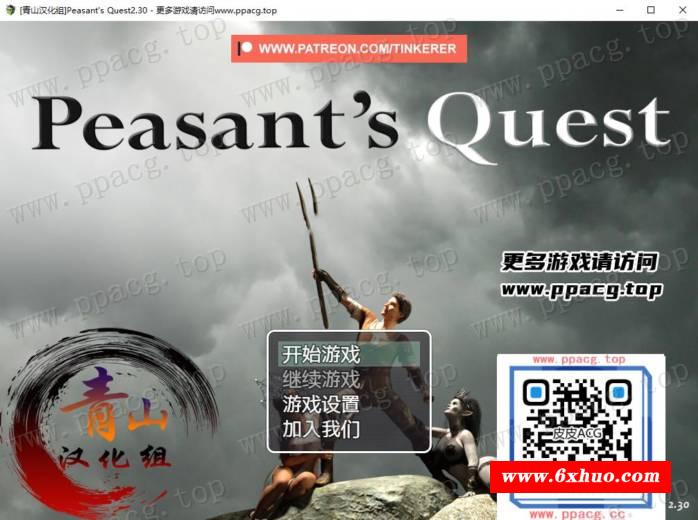 [青山汉化组]Peasant's Quest2.30 - 更多游戏请访问www.ppacg.top
WWW.PATREON.COM/TINKERER
Peasant's Quest
更多游戏请访问
www.ppacg.top
开始游戏
继续游戏
游戏设置
加入我们
青山
汉化组
www.ppacg.top
皮皮ACG
www.6xhuo.com
www.ppacg.cc
2.30